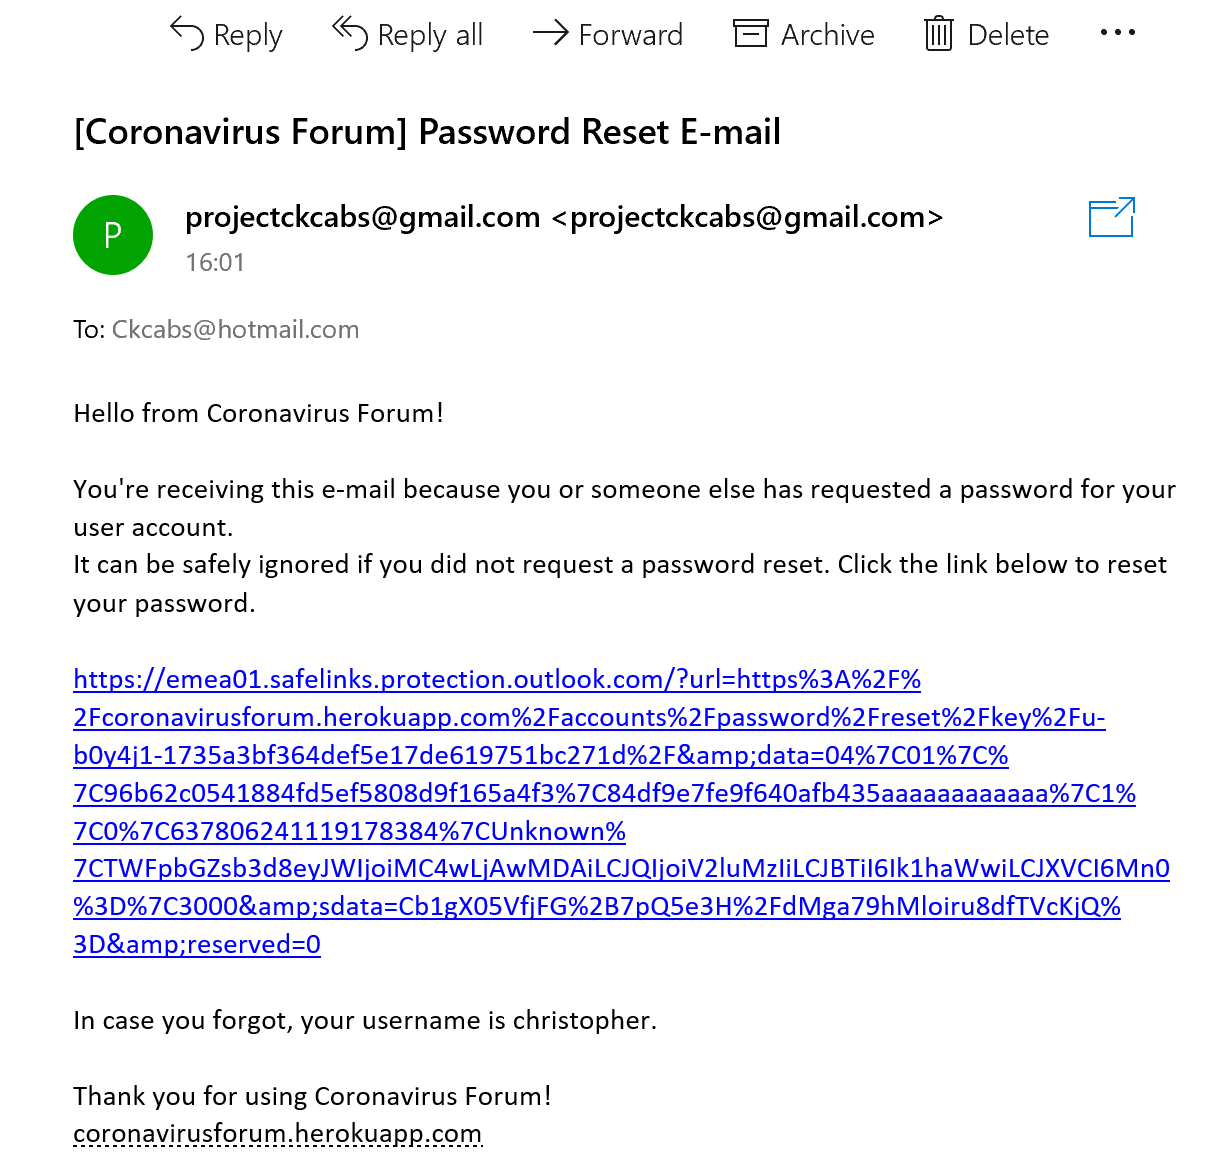 Reply Reply all Forward Archive Delete
[Coronavirus Forum] Password Reset E-mail
P
projectckcabs@gmail.com <projectckcabs@gmail.com>
16:01
To: Ckcabs@hotmail.com
Hello from Coronavirus Forum!
You're receiving this e-mail because you or someone else has requested a password for your
user account.
It can be safely ignored if you did not request a password reset. Click the link below to reset
your password.
https://emea01.safelinks.protection.outlook.com/?url=https%3A%2F%
2Fcoronavirusforum.herokuapp.com%2Faccounts%2Fpassword%2Freset%2Fkey%2Fu-
b0y4j1-1735a3bf364def5e17de619751bc271d%2F&amp;data=04%7C01%7C%
7C96b62c0541884fd5ef5808d9f165a4f3%7C84df9e7fe9f640afb435aaaaaaaaaaaa%7C1%
7C0%7C637806241119178384%7CUnknown%
7CTWFpbGZsb3d8eyJWIjoiMC4wLjAwMDAiLCJQIjoiV2luMzIiLCJBTiI6Ik1haWwiLCJXVCI6Mn0
%3D%7C3000&amp;sdata=Cb1gX05VfjFG%2B7pQ5e3H%2FdMga79hMloiru8dfTVcKjQ%
3D&amp;reserved=0
In case you forgot, your username is christopher.
Thank you for using Coronavirus Forum!
coronavirusforum.herokuapp.com